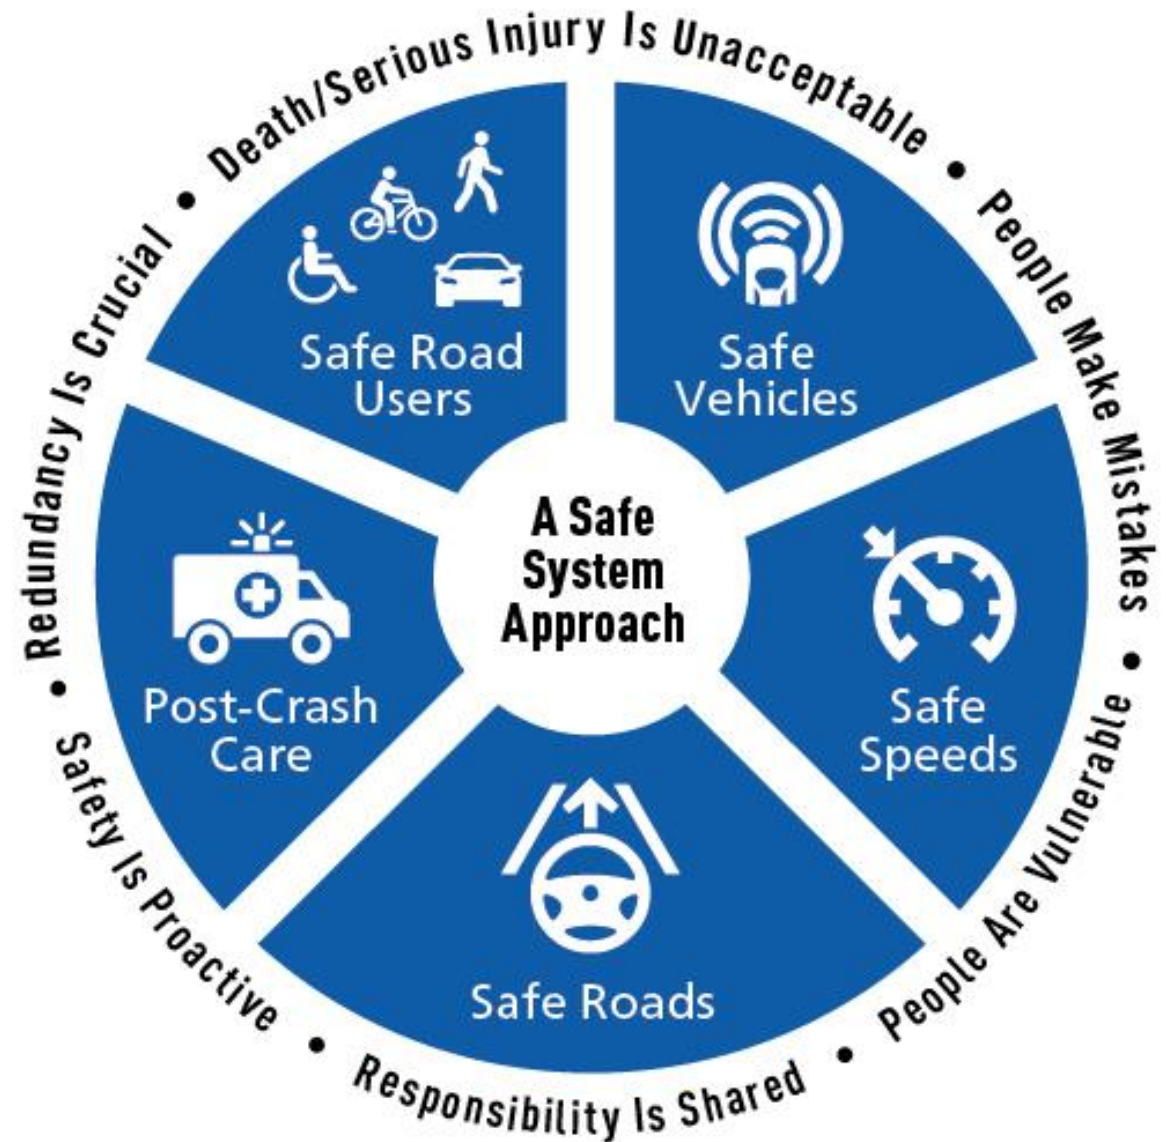 Death/Serious Injury Is Unacceptable • People Make Mistakes • People Are Vulnerable • Responsibility Is Shared • Safety Is Proactive • Redundancy Is Crucial •
Safe Road
Users
Safe
Vehicles
A Safe
System
Approach
Post-Crash
Care
Safe
Speeds
Safe Roads